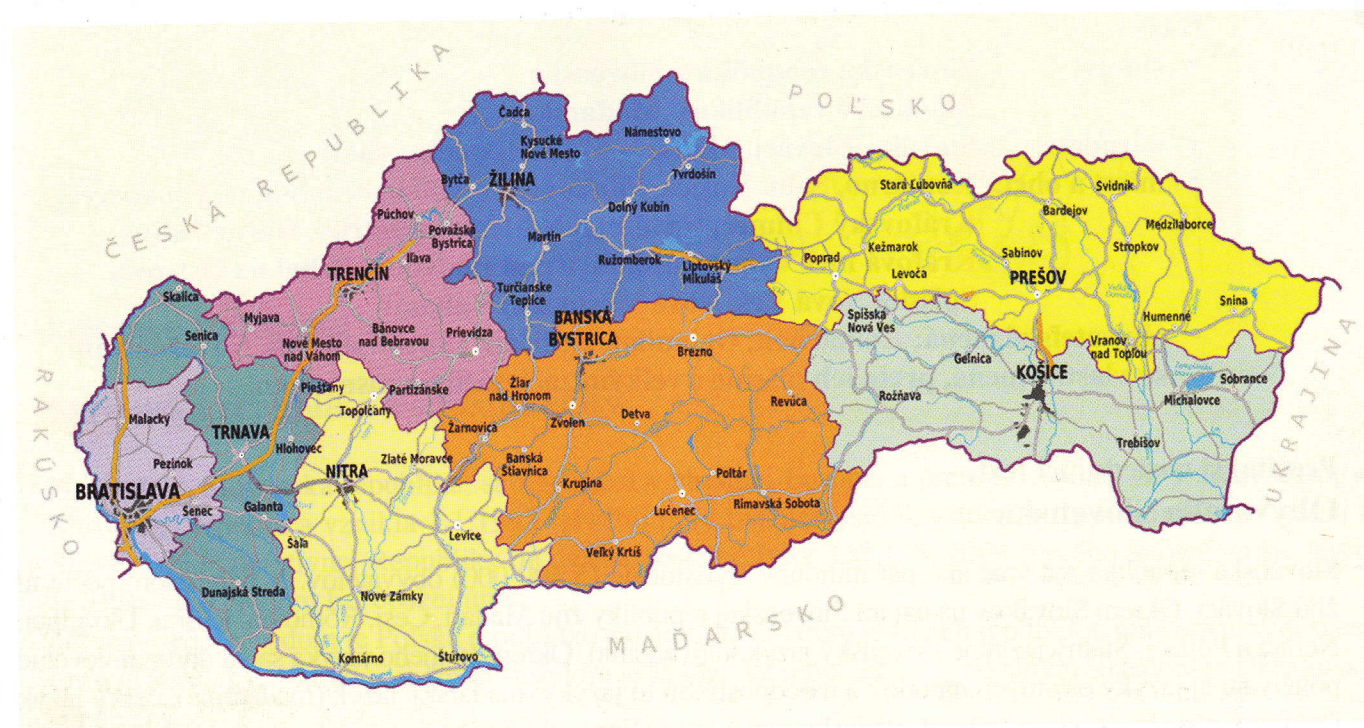 ČESKÁ REPUBLIKA
POĽSKO
RAKÚSKO
MAĎARSKO
UKRAJINA
Čadca
Kysucké
Nové Mesto
Námestovo
Tvrdošín
Bytča
ŽILINA
Dolný Kubín
Martin
Ružomberok
Liptovský
Mikuláš
Turčianske
Teplice
Púchov
Považská
Bystrica
Ilava
TRENČÍN
Myjava
Nové Mesto
nad Váhom
Bánovce
nad Bebravou
Prievidza
Partizánske
Skalica
Senica
Piešťany
TRNAVA
Hlohovec
Galanta
Dunajská Streda
Malacky
Pezinok
BRATISLAVA
Senec
Topoľčany
NITRA
Zlaté Moravce
Šaľa
Levice
Nové Zámky
Komárno
Štúrovo
BANSKÁ
BYSTRICA
Brezno
Žiar
nad Hronom
Žarnovica
Zvolen
Detva
Revúca
Banská
Štiavnica
Krupina
Poltár
Lučenec
Rimavská Sobota
Veľký Krtíš
Stará Ľubovňa
Svidník
Bardejov
Medzilaborce
Stropkov
Kežmarok
Sabinov
Poprad
Levoča
PREŠOV
Snina
Humenné
Vranov
nad Topľou
Spišská
Nová Ves
Gelnica
KOŠICE
Rožňava
Sobrance
Michalovce
Trebišov